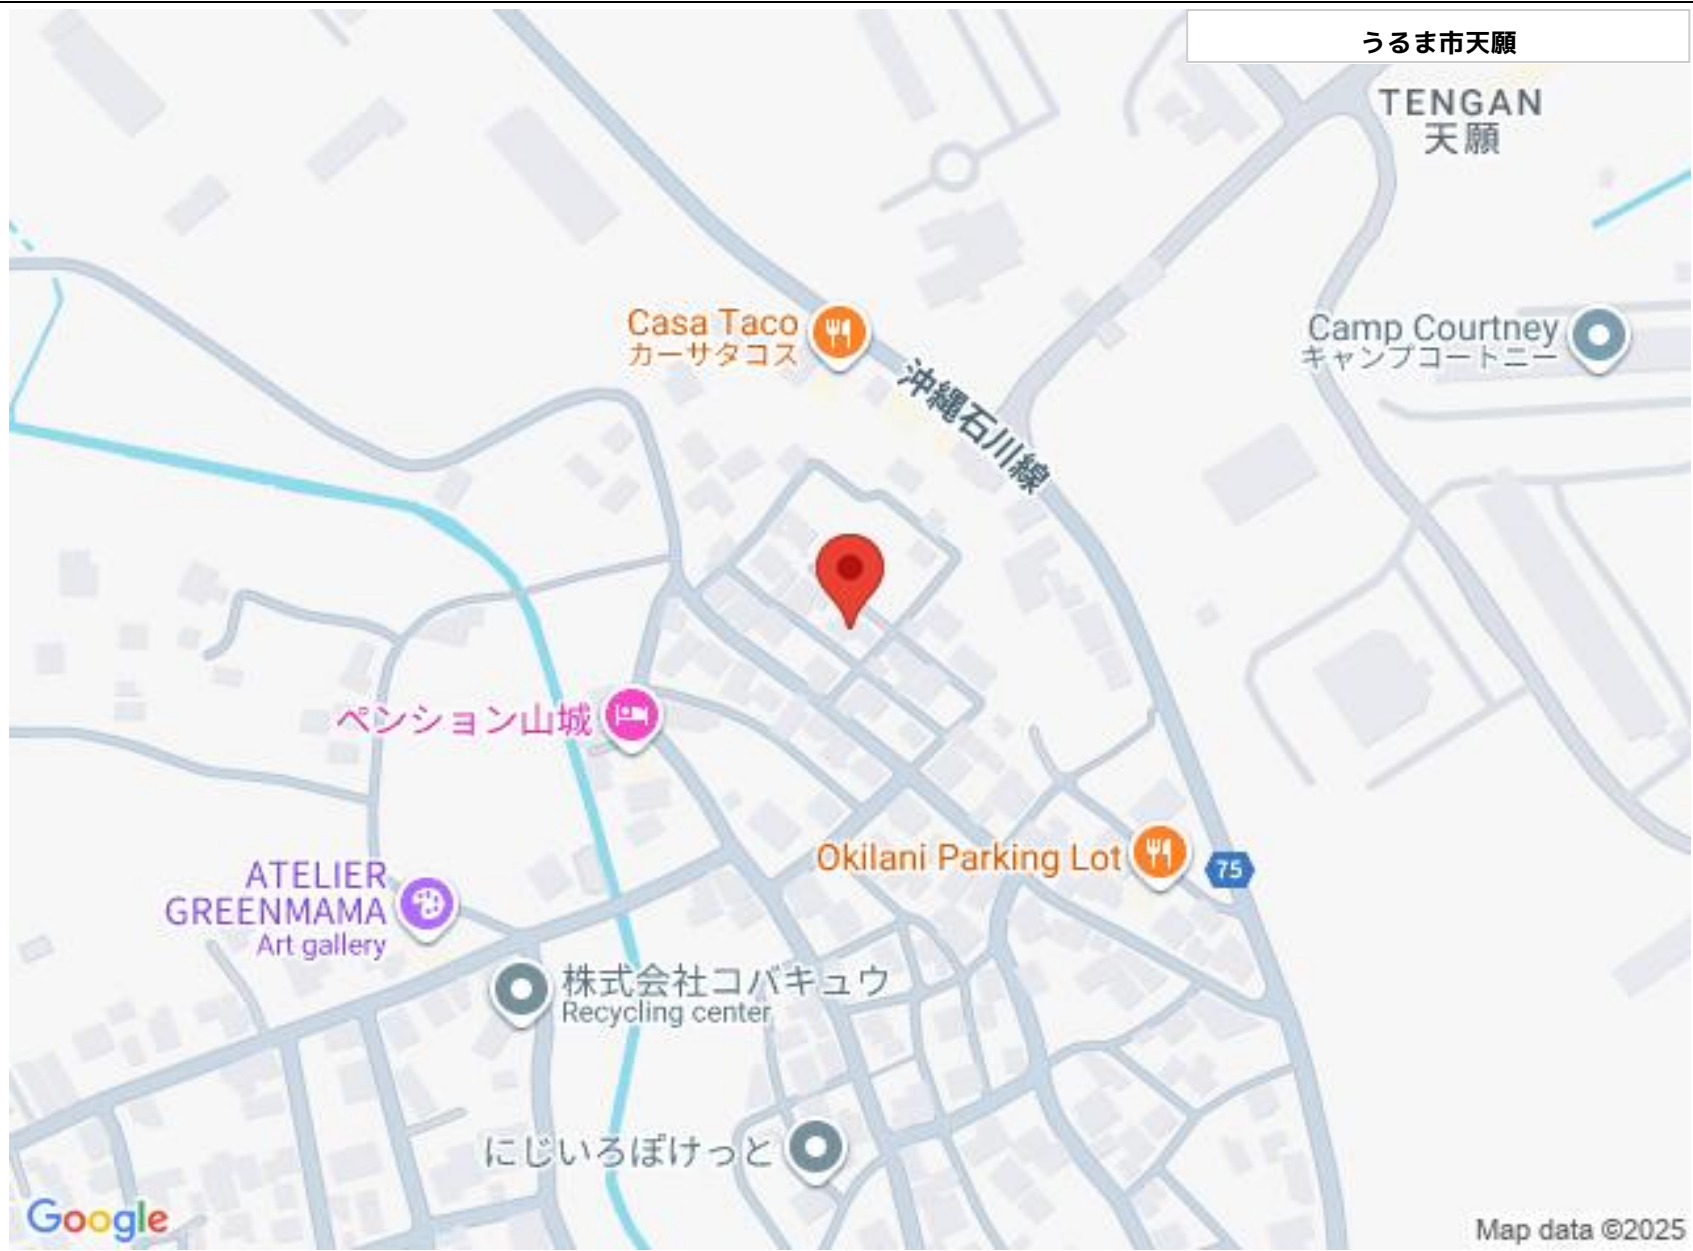 うるま市天願
TENGAN
天願
Casa Taco
カーサタコス
沖縄石川線
Camp Courtney
キャンプコートニー
ペンション山城
Okilani Parking Lot
75
ATELIER
GREENMAMA
Art gallery
株式会社コバキュウ
Recycling center
にじいろぽけっと
Google
Map data ©2025